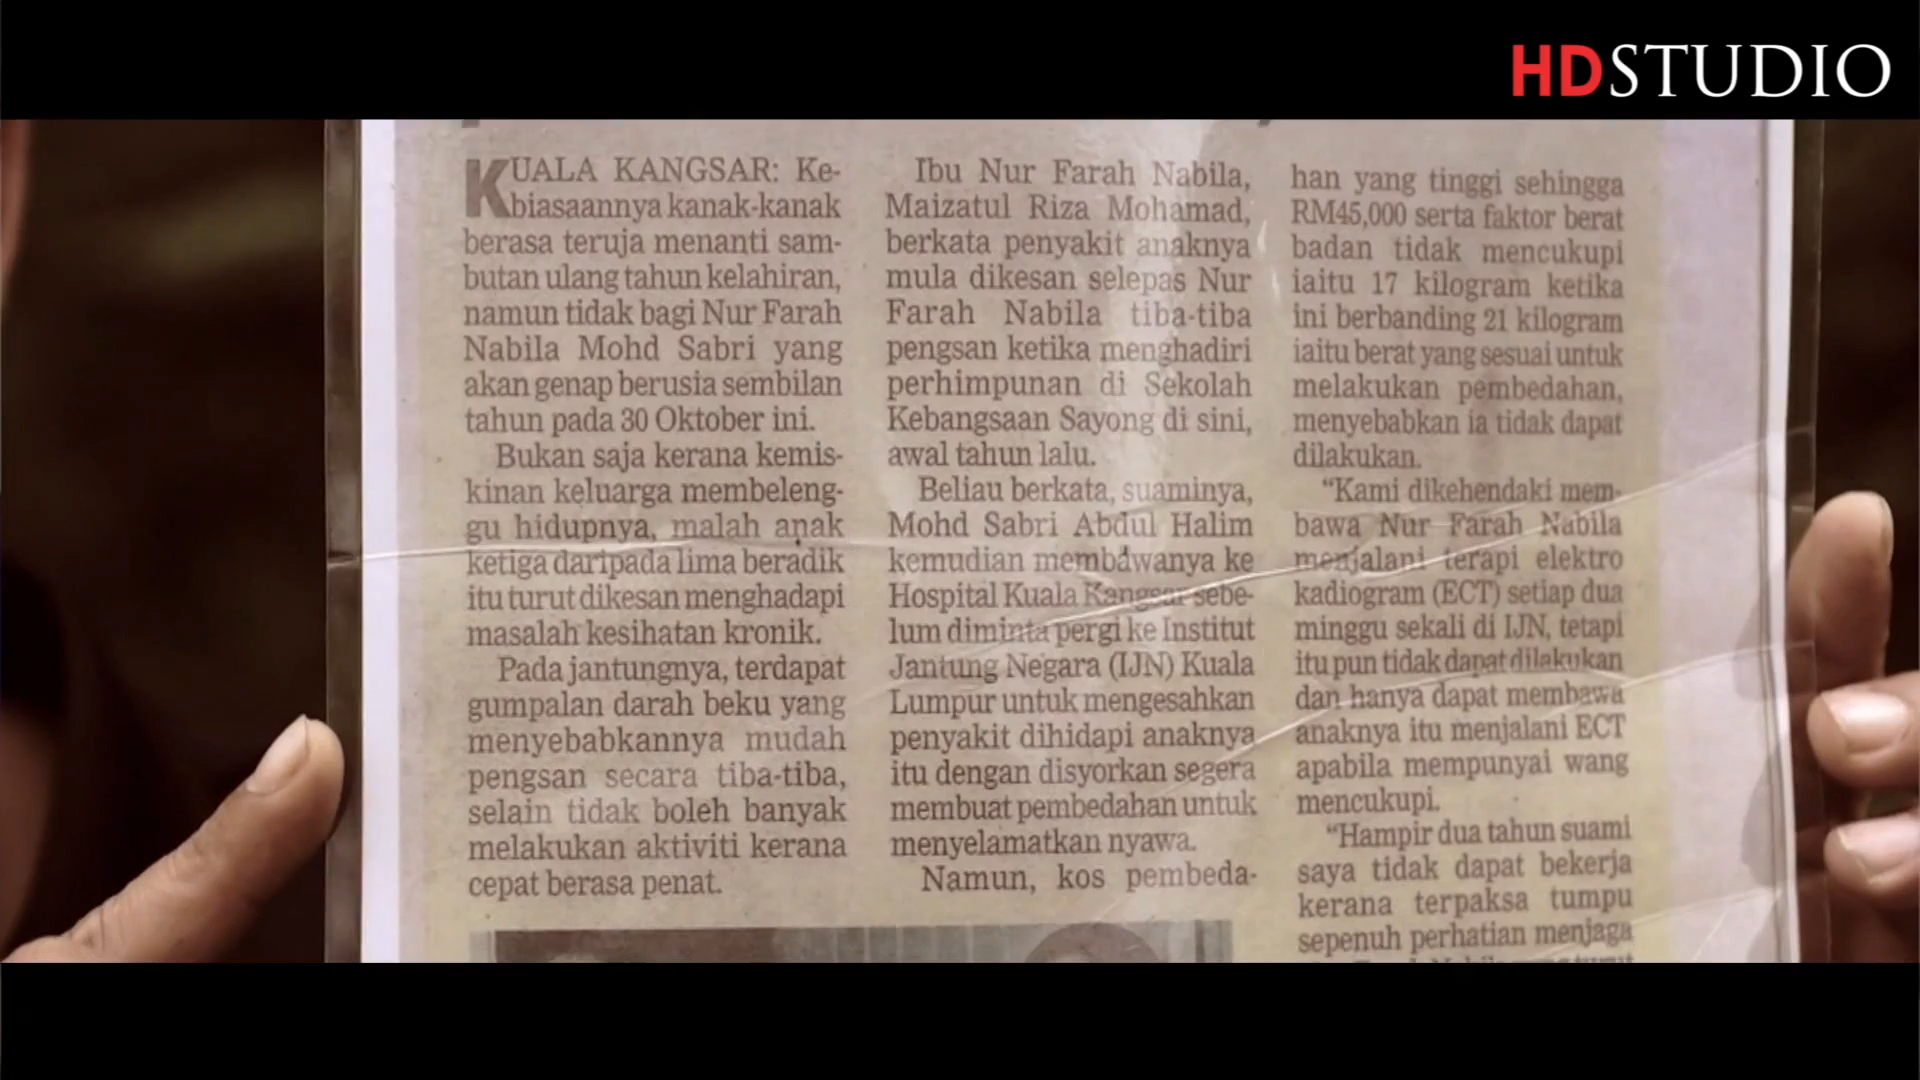 HDSTUDIO
KUALA KANGSAR: Ke-
biasaannya kanak-kanak
berasa teruja menanti sam-
butan ulang tahun kelahiran,
namun tidak bagi Nur Farah
Nabila Mohd Sabri yang
akan genap berusia sembilan
tahun pada 30 Oktober ini.
Bukan saja kerana kemis-
kinan keluarga membeleng-
gu hidupnya, malah anak
ketiga daripada lima beradik
itu turut dikesan menghadapi
masalah kesihatan kronik.
Pada jantungnya, terdapat
gumpalan darah beku yang
menyebabkannya mudah
pengsan secara tiba-tiba,
selain tidak boleh banyak
melakukan aktiviti kerana
cepat berasa penat.
Ibu Nur Farah Nabila,
Maizatul Riza Mohamad,
berkata penyakit anaknya
mula dikesan selepas Nur
Farah Nabila tiba-tiba
pengsan ketika menghadiri
perhimpunan di Sekolah
Kebangsaan Sayong di sini,
awal tahun lalu.
Beliau berkata, suaminya,
Mohd Sabri Abdul Halim
kemudian membawanya ke
Hospital Kuala Kangsar sebe-
lum diminta pergi ke Institut
Jantung Negara (IJN) Kuala
Lumpur untuk mengesahkan
penyakit dihidapi anaknya
itu dengan disyorkan segera
membuat pembedahan untuk
menyelamatkan nyawa.
Namun, kos pembeda-
han yang tinggi sehingga
RM45,000 serta faktor berat
badan tidak mencukupi
iaitu 17 kilogram ketika
ini berbanding 21 kilogram
iaitu berat yang sesuai untuk
melakukan pembedahan,
menyebabkan ia tidak dapat
dilakukan.
“Kami dikehendaki mem-
bawa Nur Farah Nabila
menjalani terapi elektro
kadiogram (ECT) setiap dua
minggu sekali di IJN, tetapi
itu pun tidak dapat dilakukan
dan hanya dapat membawa
anaknya itu menjalani ECT
apabila mempunyai wang
mencukupi.
“Hampir dua tahun suami
saya tidak dapat bekerja
kerana terpaksa tumpu
sepenuh perhatian menjaga